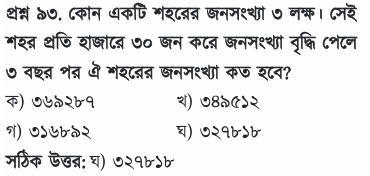 প্রশ্ন ৯৩. কোন একটি শহরের জনসংখ্যা ৩ লক্ষ। সেই
শহর প্রতি হাজারে ৩০ জন করে জনসংখ্যা বৃদ্ধি পেলে
৩ বছর পর ঐ শহরের জনসংখ্যা কত হবে?
ক) ৩৬৯২৮৭ খ) ৩৪৯৫১২
গ) ৩১৬৮৯২ ঘ) ৩২৭৮১৮
সঠিক উত্তর: ঘ) ৩২৭৮১৮